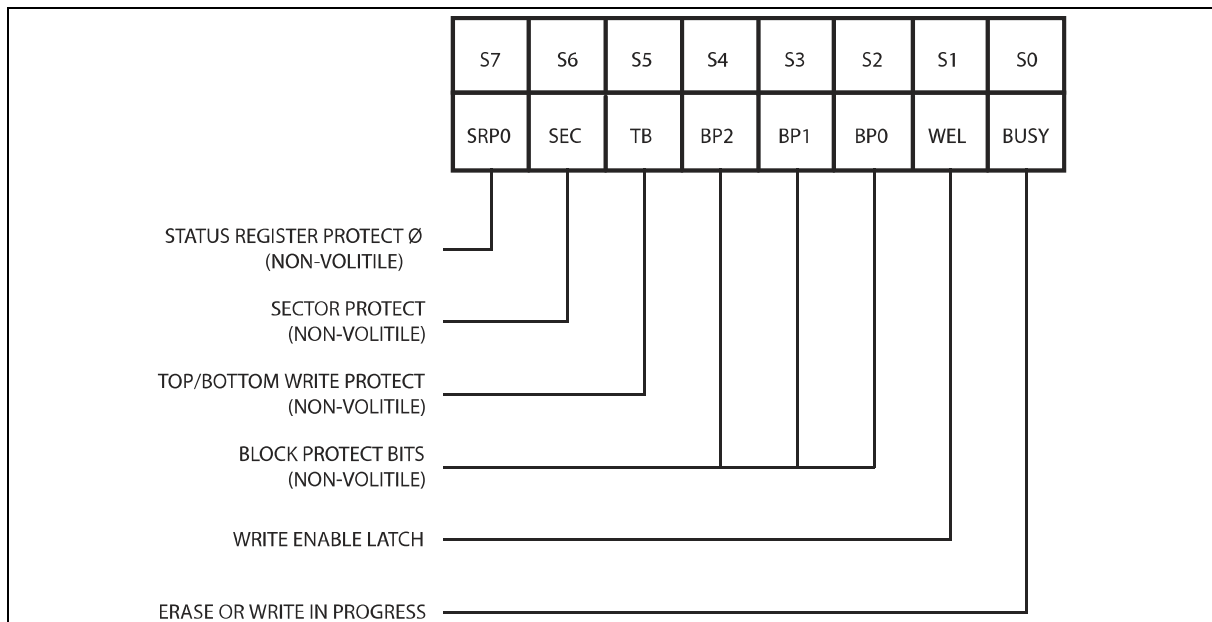 S7 S6 S5 S4 S3 S2 S1 S0
SRP0 SEC TB BP2 BP1 BP0 WEL BUSY
STATUS REGISTER PROTECT Ø
(NON-VOLITILE)
SECTOR PROTECT
(NON-VOLITILE)
TOP/BOTTOM WRITE PROTECT
(NON-VOLITILE)
BLOCK PROTECT BITS
(NON-VOLITILE)
WRITE ENABLE LATCH
ERASE OR WRITE IN PROGRESS